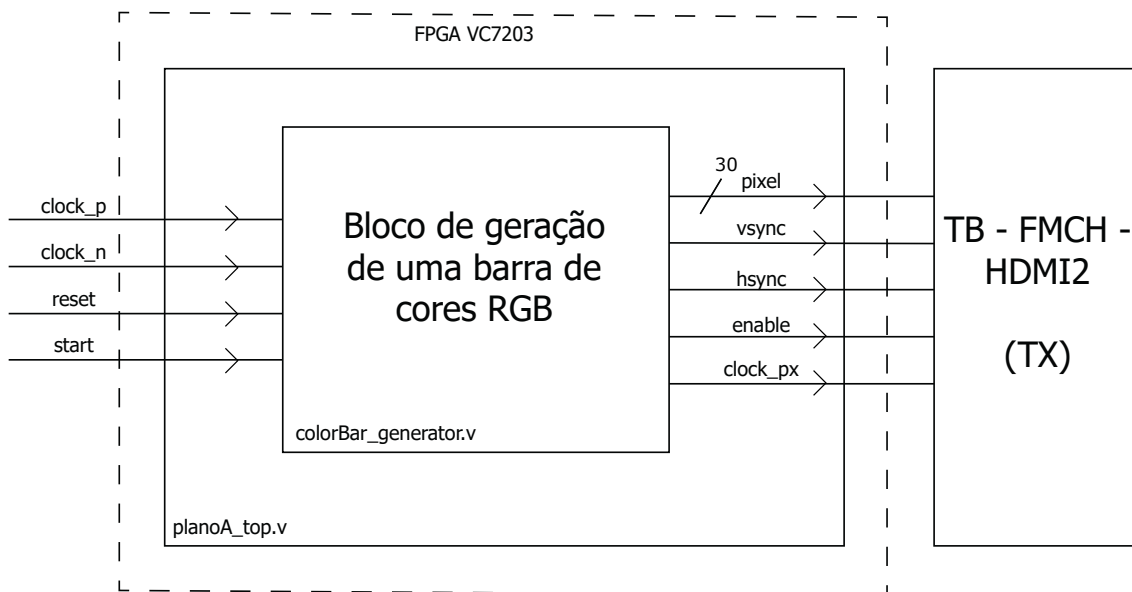 FPGA VC7203
clock_p
clock_n
reset
start
Bloco de geração
de uma barra de
cores RGB
colorBar_generator.v
planoA_top.v
30
pixel
vsync
hsync
enable
clock_px
TB - FMCH -
HDMI2
(TX)